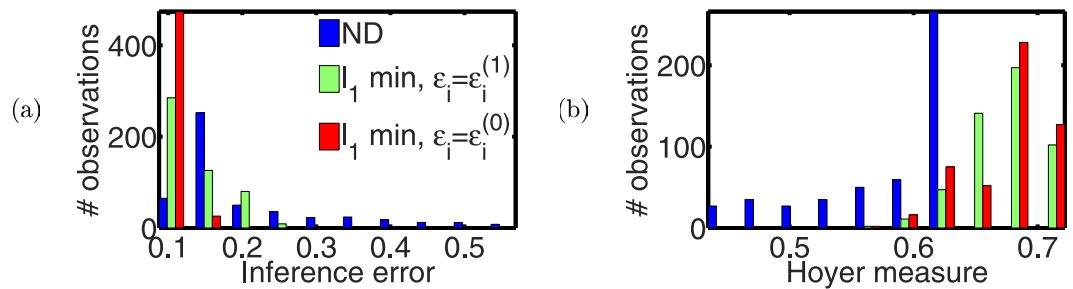 (a)
# observations
400
200
0
ND
l₁ min, εᵢ=εᵢ⁽¹⁾
l₁ min, εᵢ=εᵢ⁽⁰⁾
0.1 0.2 0.3 0.4 0.5
Inference error
(b)
# observations
200
100
0
0.5 0.6 0.7
Hoyer measure